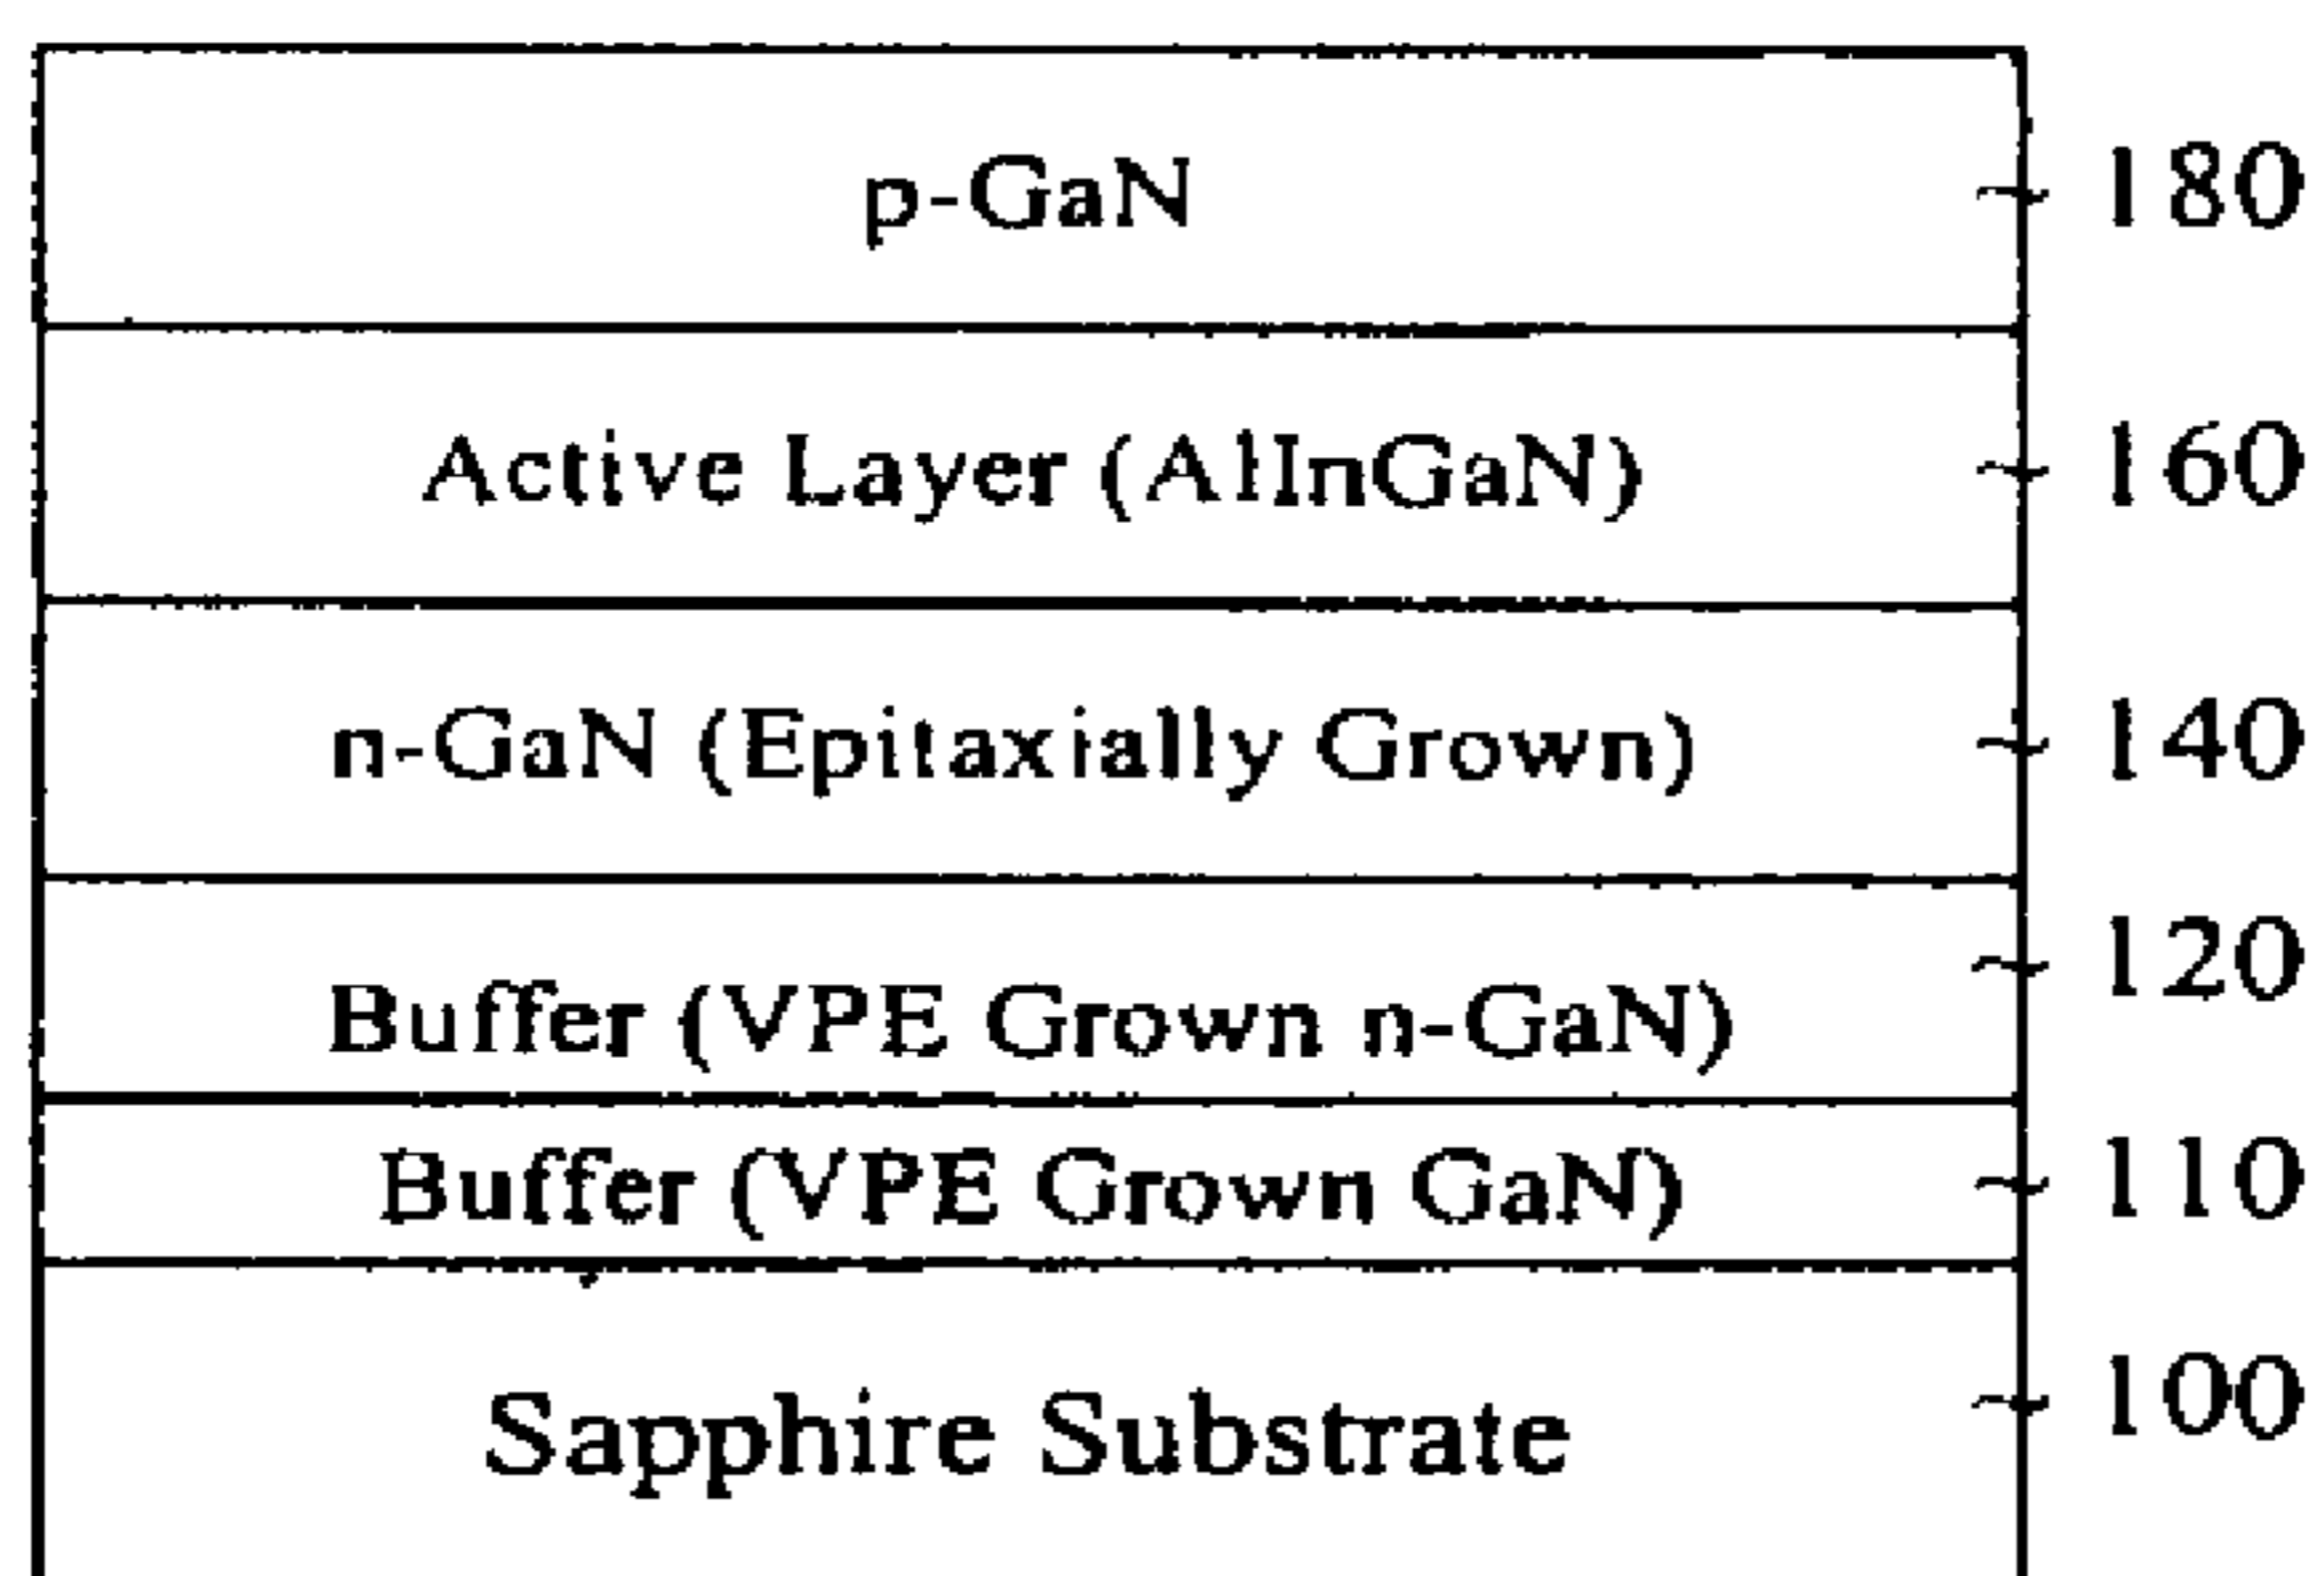 p-GaN 180
Active Layer (AlInGaN) 160
n-GaN (Epitaxially Grown) 140
Buffer (VPE Grown n-GaN) 120
Buffer (VPE Grown GaN) 110
Sapphire Substrate 100